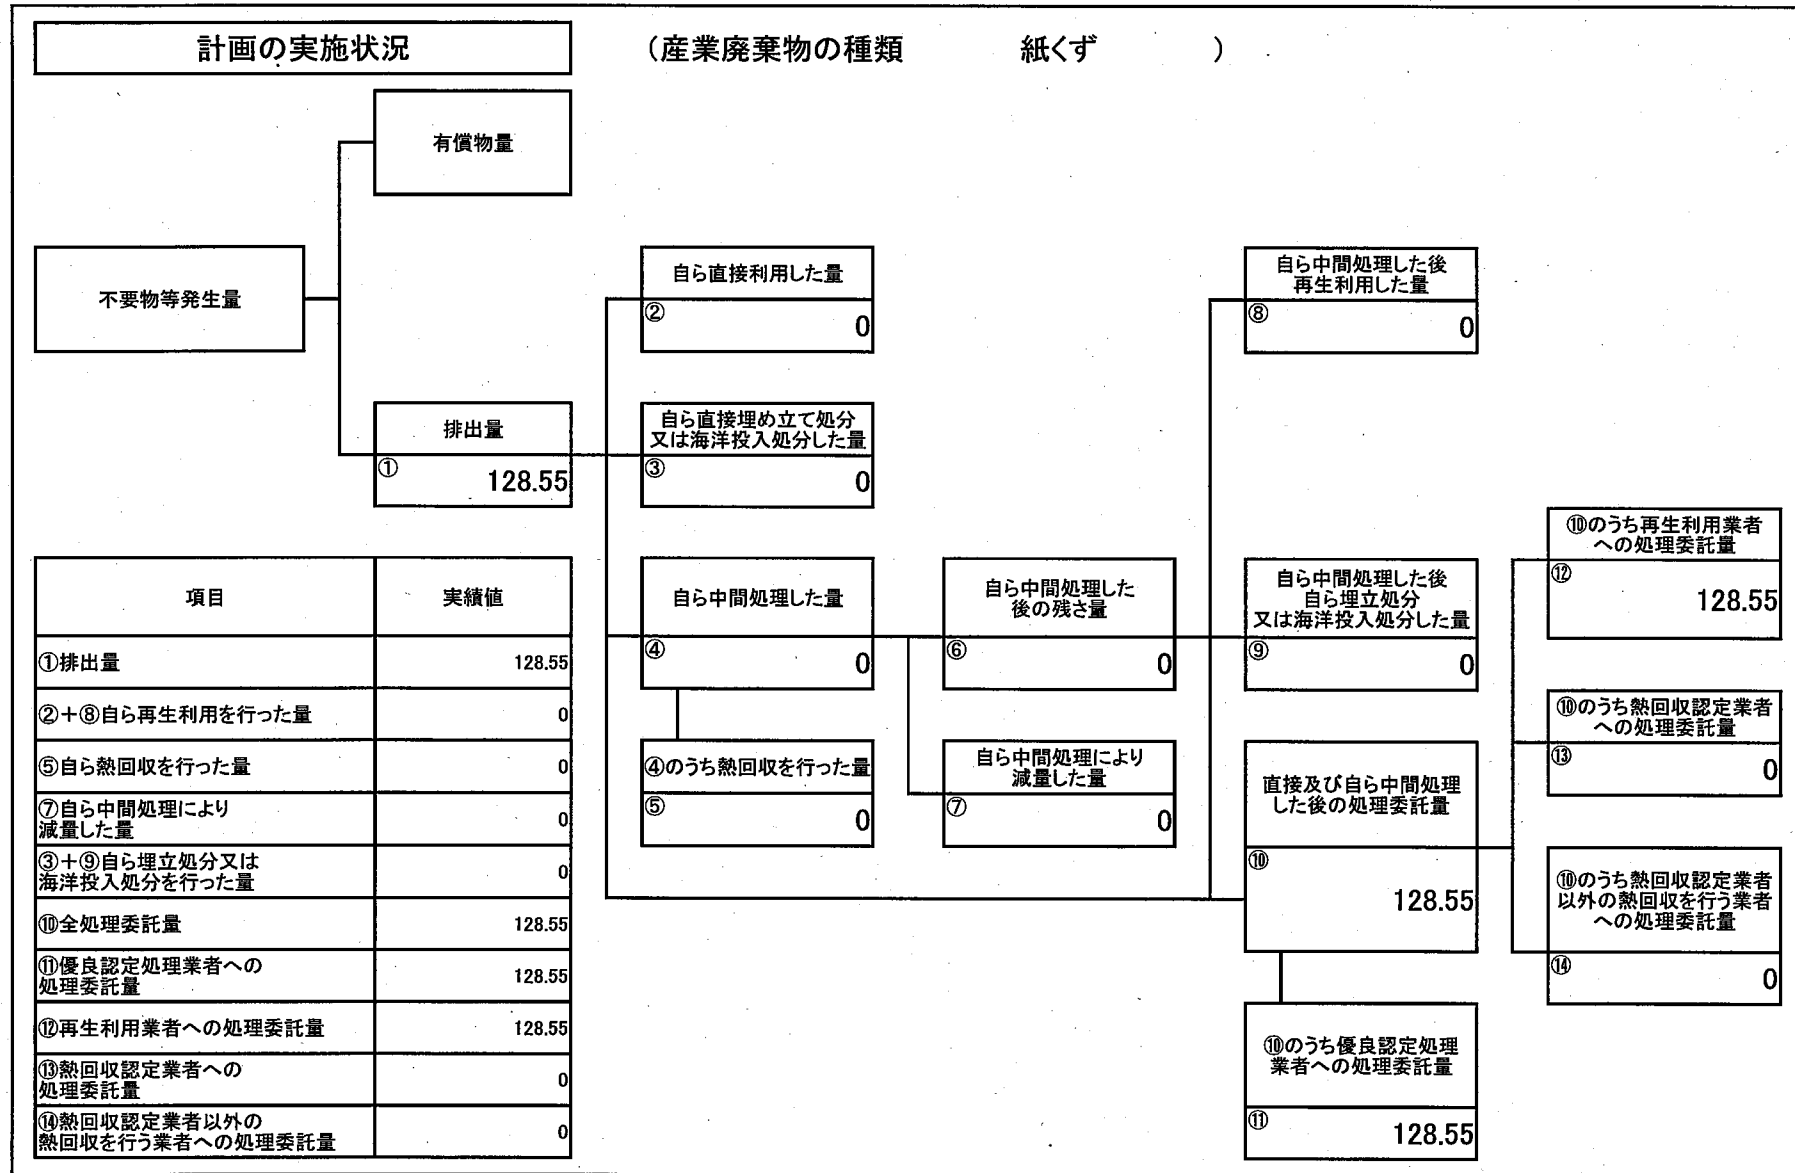 計画の実施状況
（産業廃棄物の種類　　　紙くず　　　）
有償物量
不要物等発生量
排出量
①
128.55
自ら直接利用した量
②
0
自ら直接埋め立て処分
又は海洋投入処分した量
③
0
自ら中間処理した量
④
0
④のうち熱回収を行った量
⑤
0
自ら中間処理した
後の残さ量
⑥
0
自ら中間処理により
減量した量
⑦
0
自ら中間処理した後
再生利用した量
⑧
0
自ら中間処理した後
自ら埋立処分
又は海洋投入処分した量
⑨
0
直接及び自ら中間処理
した後の処理委託量
⑩
128.55
⑩のうち優良認定処理
業者への処理委託量
⑪
128.55
⑩のうち再生利用業者
への処理委託量
⑫
128.55
⑩のうち熱回収認定業者
への処理委託量
⑬
0
⑩のうち熱回収認定業者
以外の熱回収を行う業者
への処理委託量
⑭
0
項目　実績値
①排出量　128.55
②＋⑧自ら再生利用を行った量　0
⑤自ら熱回収を行った量　0
⑦自ら中間処理により
減量した量　0
③＋⑨自ら埋立処分又は
海洋投入処分を行った量　0
⑩全処理委託量　128.55
⑪優良認定処理業者への
処理委託量　128.55
⑫再生利用業者への処理委託量　128.55
⑬熱回収認定業者への
処理委託量　0
⑭熱回収認定業者以外の
熱回収を行う業者への処理委託量　0